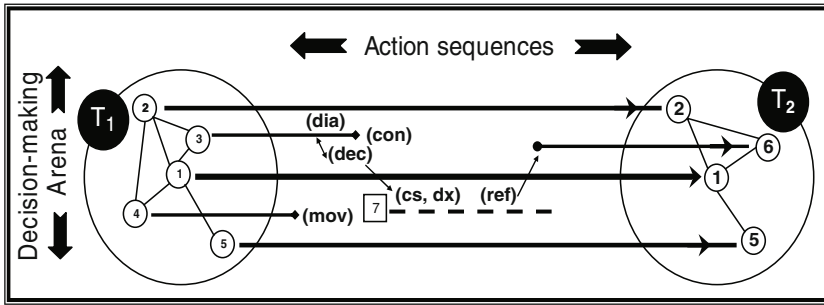 Action sequences
Decision-making
Arena
T1
T2
2
3
1
4
5
(dia)
(con)
(dec)
(cs, dx)
(ref)
(mov)
7
2
6
1
5